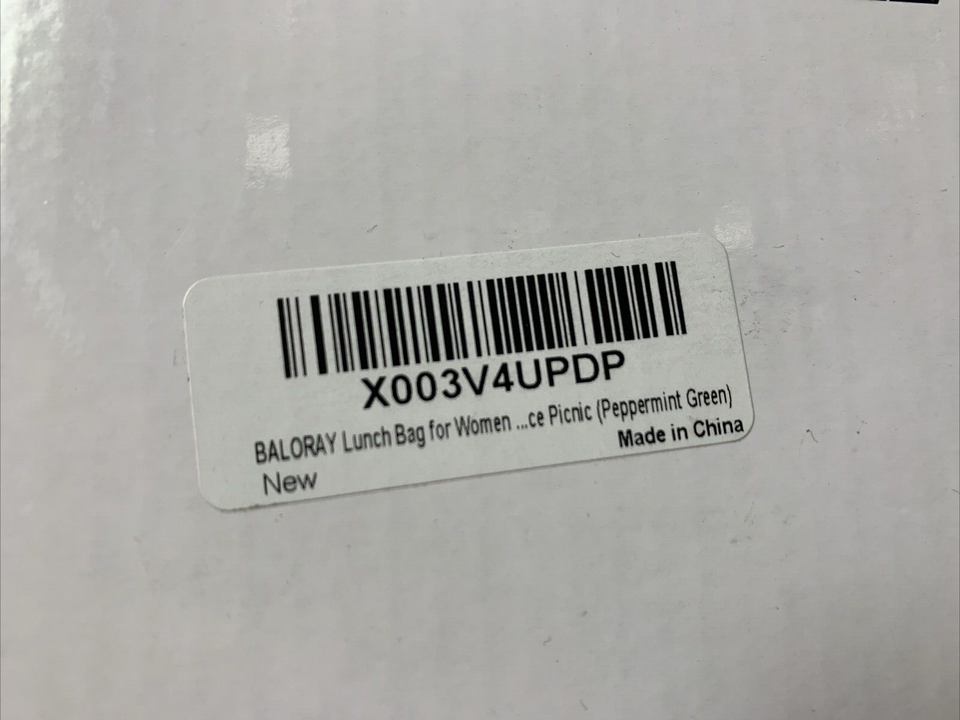 X003V4UPDP
BALORAY Lunch Bag for Women ...ce Picnic (Peppermint Green)
New
Made in China